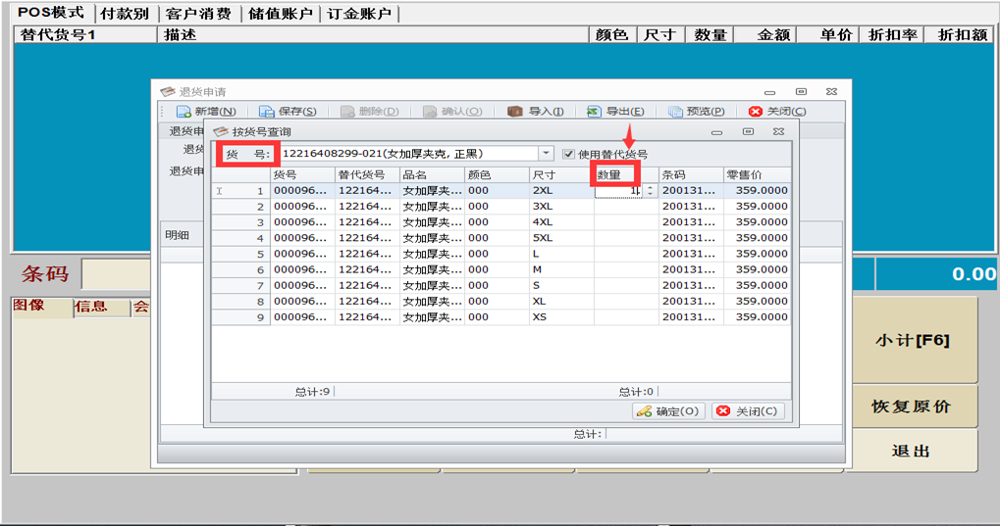 POS模式 付款别 客户消费 储值账户 订金账户
替代货号1 描述 颜色 尺寸 数量 金额 单价 折扣率 折扣额
退货申请
新增(N) 保存(S) 删除(D) 确认(O) 导入(I) 导出(E) 预览(P) 关闭(C)
退货申
按货号查询
退货
货 号: 12216408299-021(女加厚夹克, 正黑) 使用替代货号
退货申
货号 替代货号 品名 颜色 尺寸 数量 条码 零售价
1 000096... 122164... 女加厚夹... 000 2XL 1 200131... 359.0000
2 000096... 122164... 女加厚夹... 000 3XL 200131... 359.0000
3 000096... 122164... 女加厚夹... 000 4XL 200131... 359.0000
明细
4 000096... 122164... 女加厚夹... 000 5XL 200131... 359.0000
5 000096... 122164... 女加厚夹... 000 L 200131... 359.0000
6 000096... 122164... 女加厚夹... 000 M 200131... 359.0000
7 000096... 122164... 女加厚夹... 000 S 200131... 359.0000
8 000096... 122164... 女加厚夹... 000 XL 200131... 359.0000
9 000096... 122164... 女加厚夹... 000 XS 200131... 359.0000
条码 0.00
图像 信息 会
小计[F6]
总计:9 总计:0
确定(O) 关闭(C)
恢复原价
总计:
退出